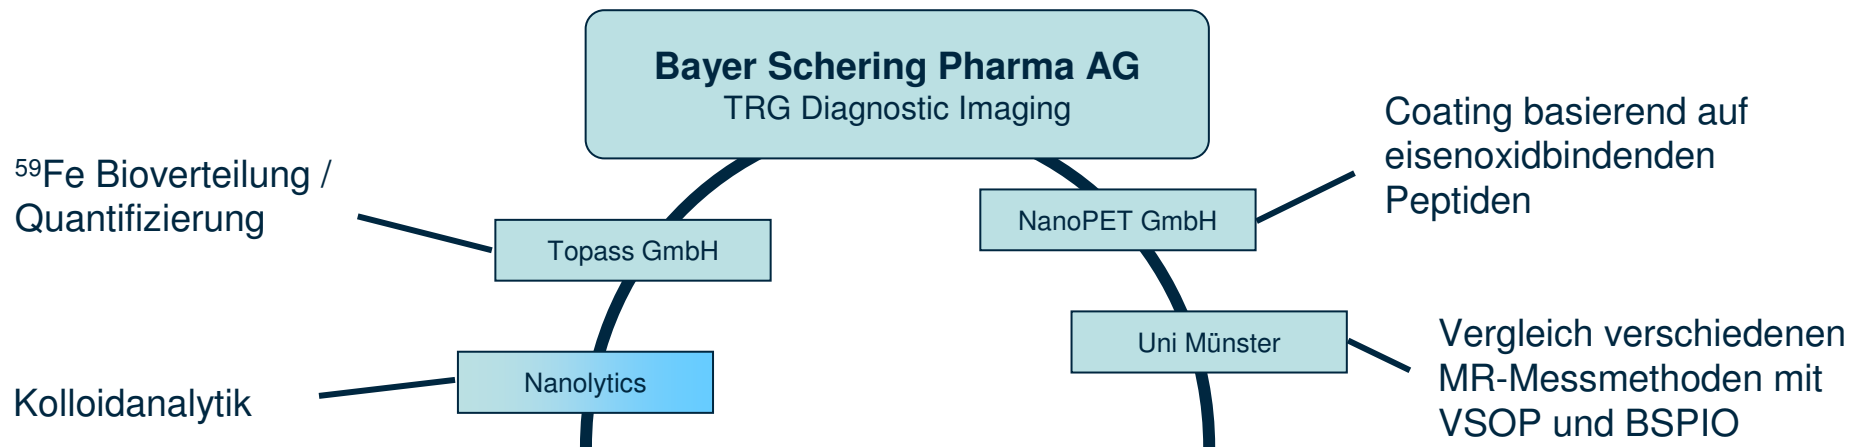 Bayer Schering Pharma AG
TRG Diagnostic Imaging
⁵⁹Fe Bioverteilung /
Quantifizierung
Topass GmbH
Nanolytics
Kolloidanalytik
Coating basierend auf
eisenoxidbindenden
Peptiden
NanoPET GmbH
Uni Münster
Vergleich verschiedenen
MR-Messmethoden mit
VSOP und BSPIO